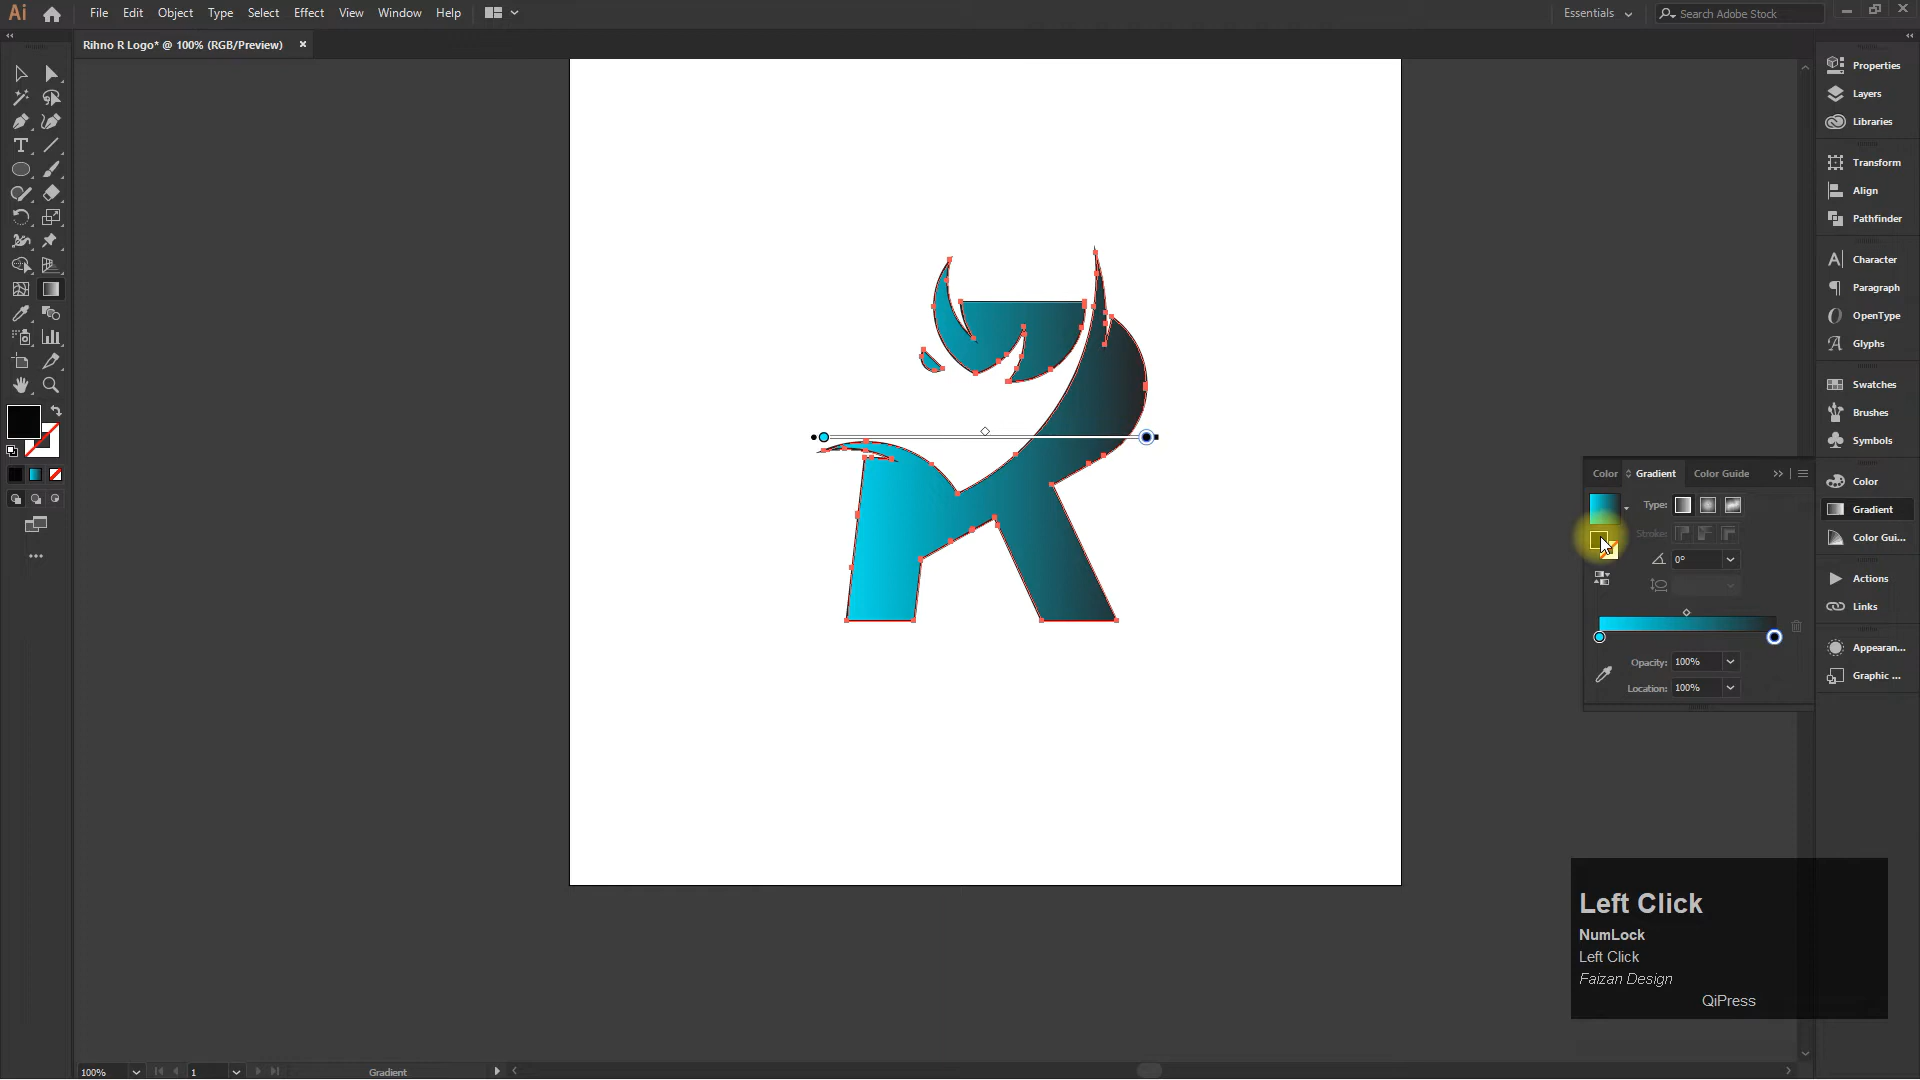 Ai
File Edit Object Type Select Effect View Window Help
Essentials
Search Adobe Stock
Rihno R Logo* @ 100% (RGB/Preview)
Properties
Layers
Libraries
Transform
Align
Pathfinder
Character
Paragraph
OpenType
Glyphs
Swatches
Brushes
Symbols
Color
Gradient
Color Gui...
Actions
Links
Appearan...
Graphic ...
Color Gradient Color Guide
Type:
Stroke:
0°
Opacity: 100%
Location: 100%
Left Click
NumLock
Left Click
Faizan Design
QiPress
100% 1 Gradient